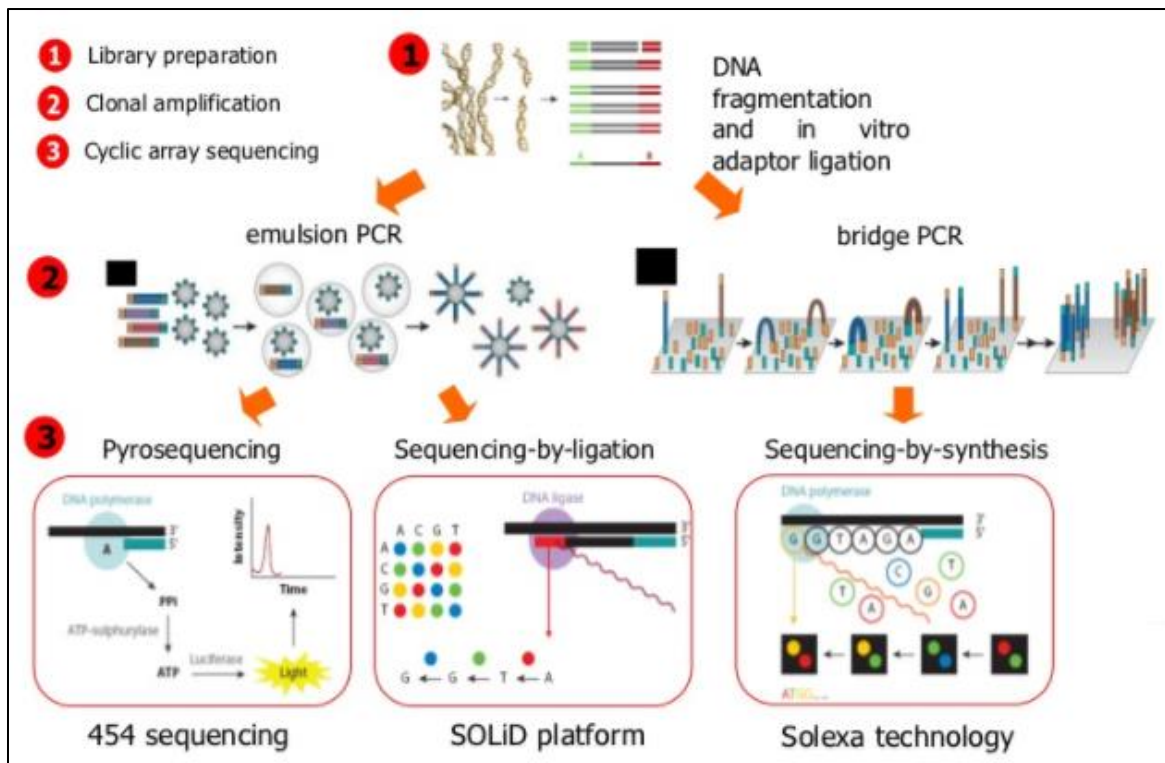 1 Library preparation
2 Clonal amplification
3 Cyclic array sequencing
1
DNA
fragmentation
and in vitro
adaptor ligation
A B
emulsion PCR
bridge PCR
2
3
Pyrosequencing
DNA polymerase
3'
5'
A
PPi
ATP-sulphurylase
ATP
Luciferase
Light
Intensity
Time
454 sequencing
Sequencing-by-ligation
DNA ligase
3'
5'
A C G T
A
C
G
T
G G T A
SOLiD platform
Sequencing-by-synthesis
DNA polymerase
3'
5'
G G T A G A
C T
T A G A
Solexa technology